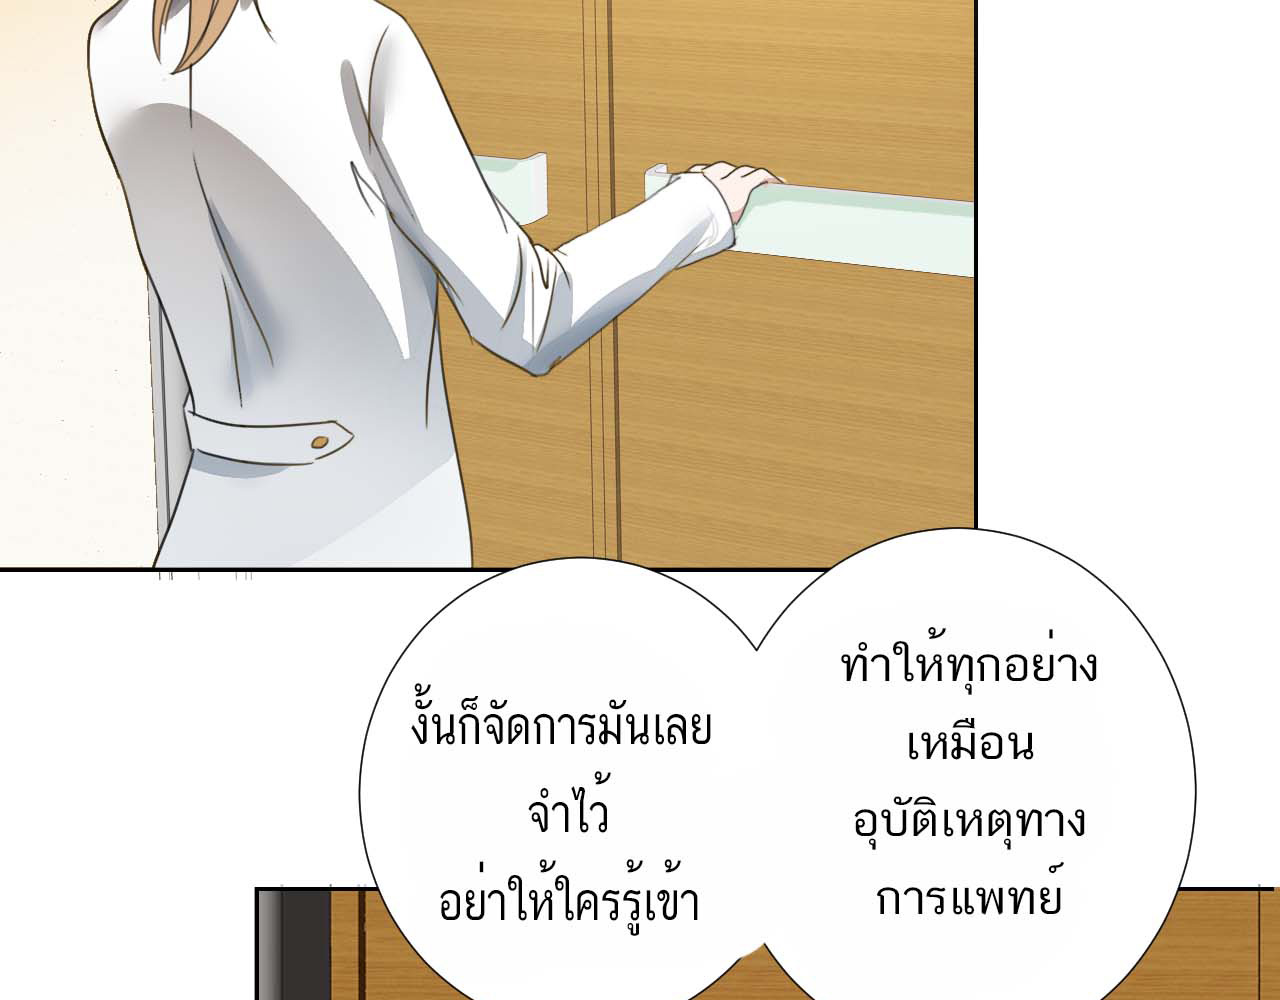 งั้นก็จัดการมันเลย
จำไว้
อย่าให้ใครรู้เข้า
ทำให้ทุกอย่าง
เหมือน
อุบัติเหตุทาง
การแพทย์